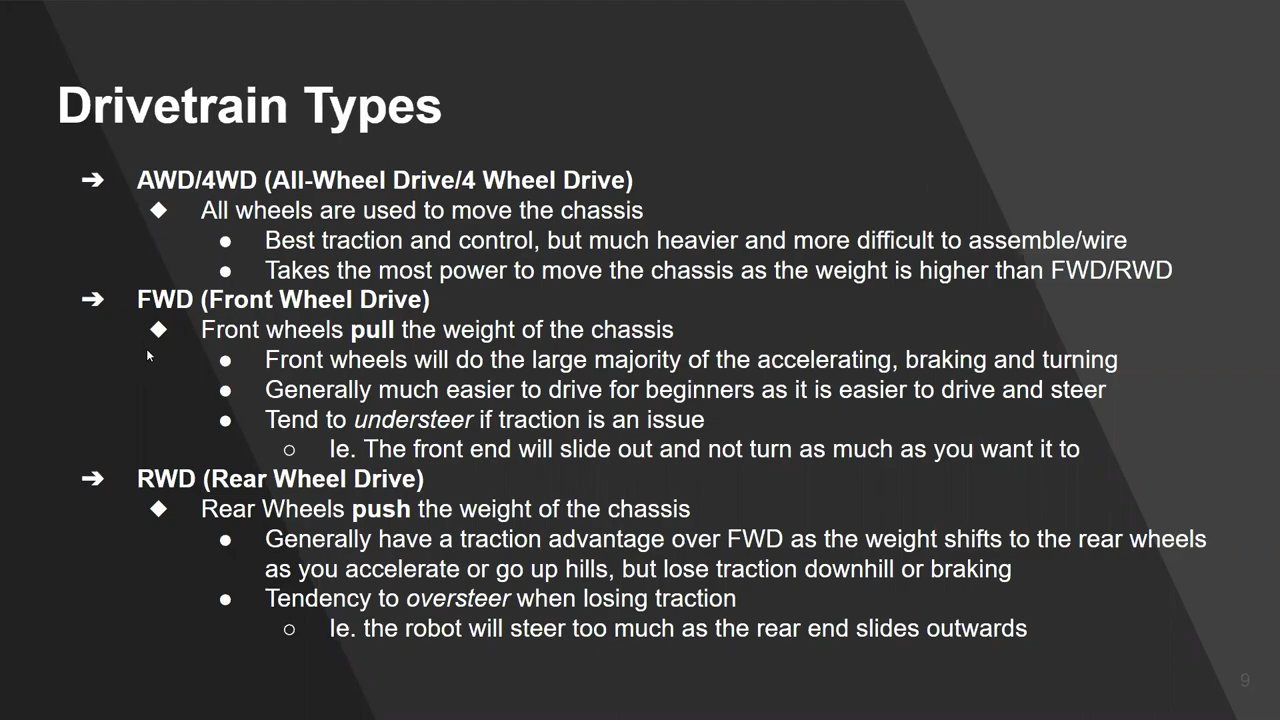 Drivetrain Types
➔ AWD/4WD (All-Wheel Drive/4 Wheel Drive)
◆ All wheels are used to move the chassis
● Best traction and control, but much heavier and more difficult to assemble/wire
● Takes the most power to move the chassis as the weight is higher than FWD/RWD
➔ FWD (Front Wheel Drive)
◆ Front wheels pull the weight of the chassis
● Front wheels will do the large majority of the accelerating, braking and turning
● Generally much easier to drive for beginners as it is easier to drive and steer
● Tend to understeer if traction is an issue
○ Ie. The front end will slide out and not turn as much as you want it to
➔ RWD (Rear Wheel Drive)
◆ Rear Wheels push the weight of the chassis
● Generally have a traction advantage over FWD as the weight shifts to the rear wheels
as you accelerate or go up hills, but lose traction downhill or braking
● Tendency to oversteer when losing traction
○ Ie. the robot will steer too much as the rear end slides outwards
9